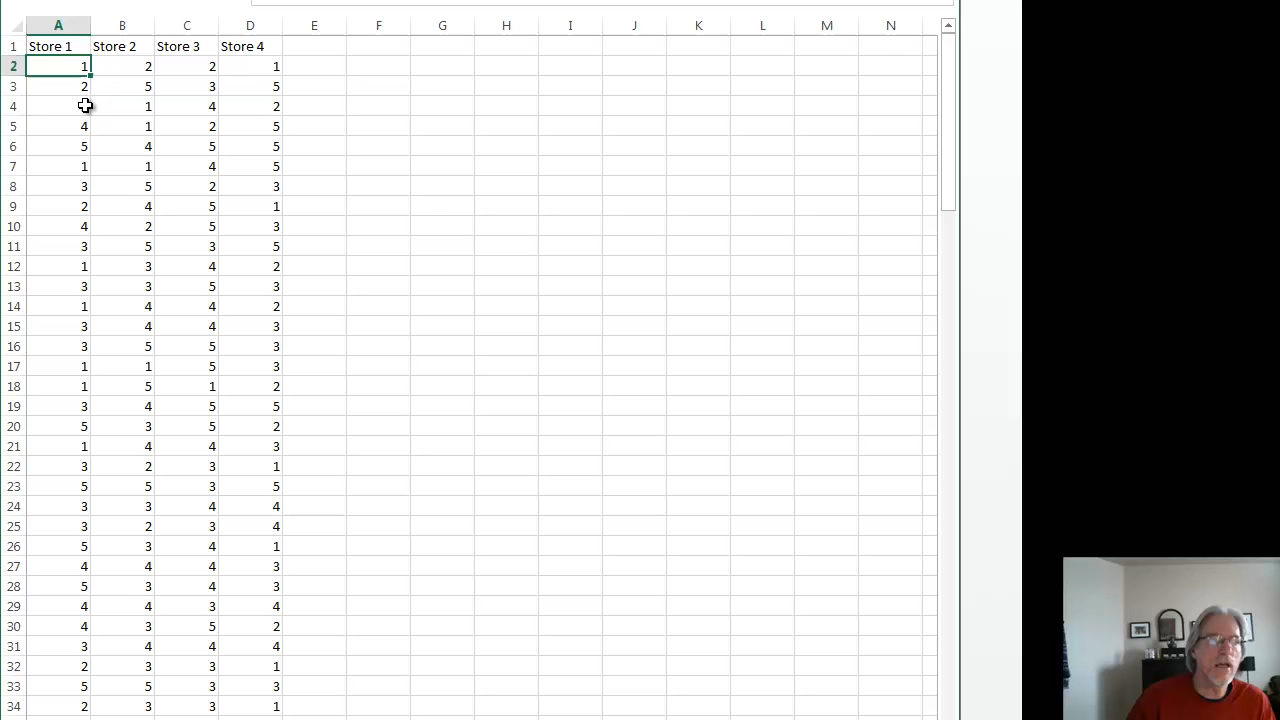 A B C D E F G H I J K L M N
1 Store 1 Store 2 Store 3 Store 4
2 1 2 2 1
3 2 5 3 5
4 1 4 2
5 4 1 2 5
6 5 4 5 5
7 1 1 4 5
8 3 5 2 3
9 2 4 5 1
10 4 2 5 3
11 3 5 3 5
12 1 3 4 2
13 3 3 5 3
14 1 4 4 2
15 3 4 4 3
16 3 5 5 3
17 1 1 5 3
18 1 5 1 2
19 3 4 5 5
20 5 3 5 2
21 1 4 4 3
22 3 2 3 1
23 5 5 3 5
24 3 3 4 4
25 3 2 3 4
26 5 3 4 1
27 4 4 4 3
28 5 3 4 3
29 4 4 3 4
30 4 3 5 2
31 3 4 4 4
32 2 3 3 1
33 5 5 3 3
34 2 3 3 1